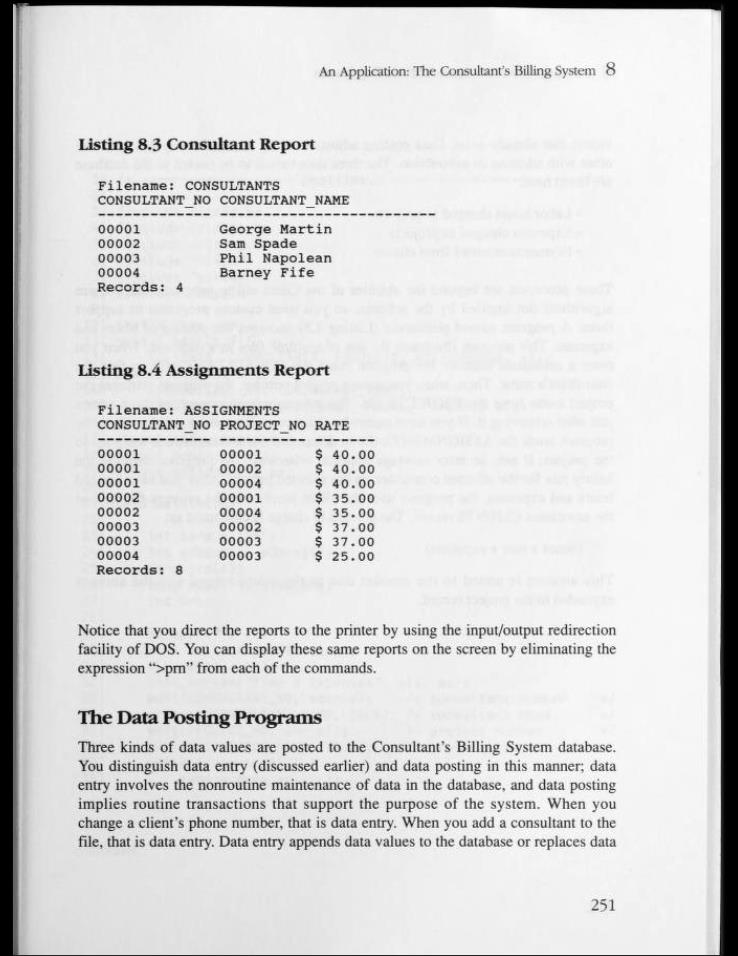 An Application: The Consultant's Billing System 8
Listing 8.3 Consultant Report
Filename: CONSULTANTS
CONSULTANT_NO CONSULTANT_NAME
------------- -------------------------
00001 George Martin
00002 Sam Spade
00003 Phil Napolean
00004 Barney Fife
Records: 4
Listing 8.4 Assignments Report
Filename: ASSIGNMENTS
CONSULTANT_NO PROJECT_NO RATE
------------- ---------- -------
00001 00001 $ 40.00
00001 00002 $ 40.00
00001 00004 $ 40.00
00002 00001 $ 35.00
00002 00004 $ 35.00
00003 00002 $ 37.00
00003 00003 $ 37.00
00004 00003 $ 25.00
Records: 8
Notice that you direct the reports to the printer by using the input/output redirection
facility of DOS. You can display these same reports on the screen by eliminating the
expression “>prn” from each of the commands.
The Data Posting Programs
Three kinds of data values are posted to the Consultant's Billing System database.
You distinguish data entry (discussed earlier) and data posting in this manner; data
entry involves the nonroutine maintenance of data in the database, and data posting
implies routine transactions that support the purpose of the system. When you
change a client's phone number, that is data entry. When you add a consultant to the
file, that is data entry. Data entry appends data values to the database or replaces data
251